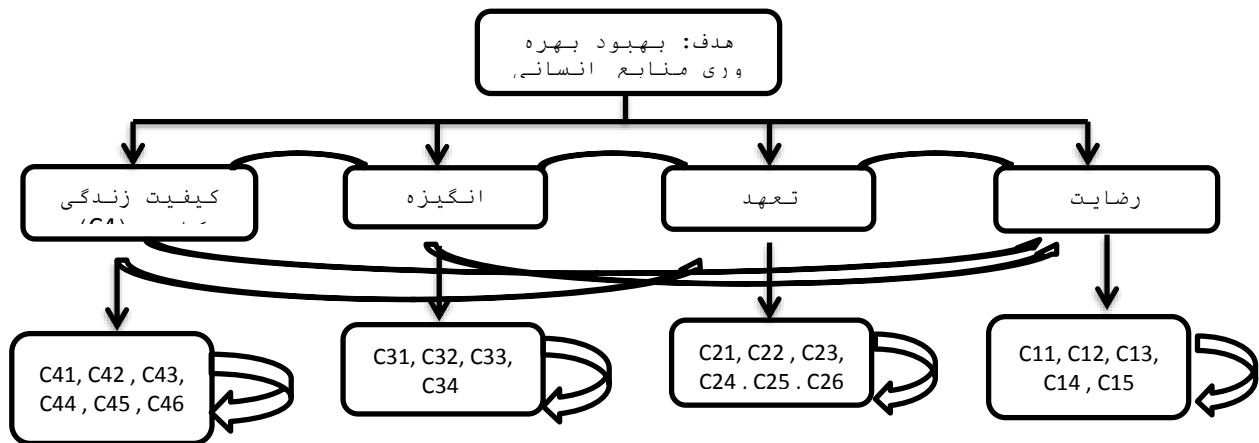 هدف: بهبود بهره
وری منابع انسانی
کیفیت زندگی
(C4)
انگیزه
تعهد
رضایت
C41, C42 , C43,
C44 , C45 , C46
C31, C32, C33,
C34
C21, C22 , C23,
C24 . C25 . C26
C11, C12, C13,
C14 , C15